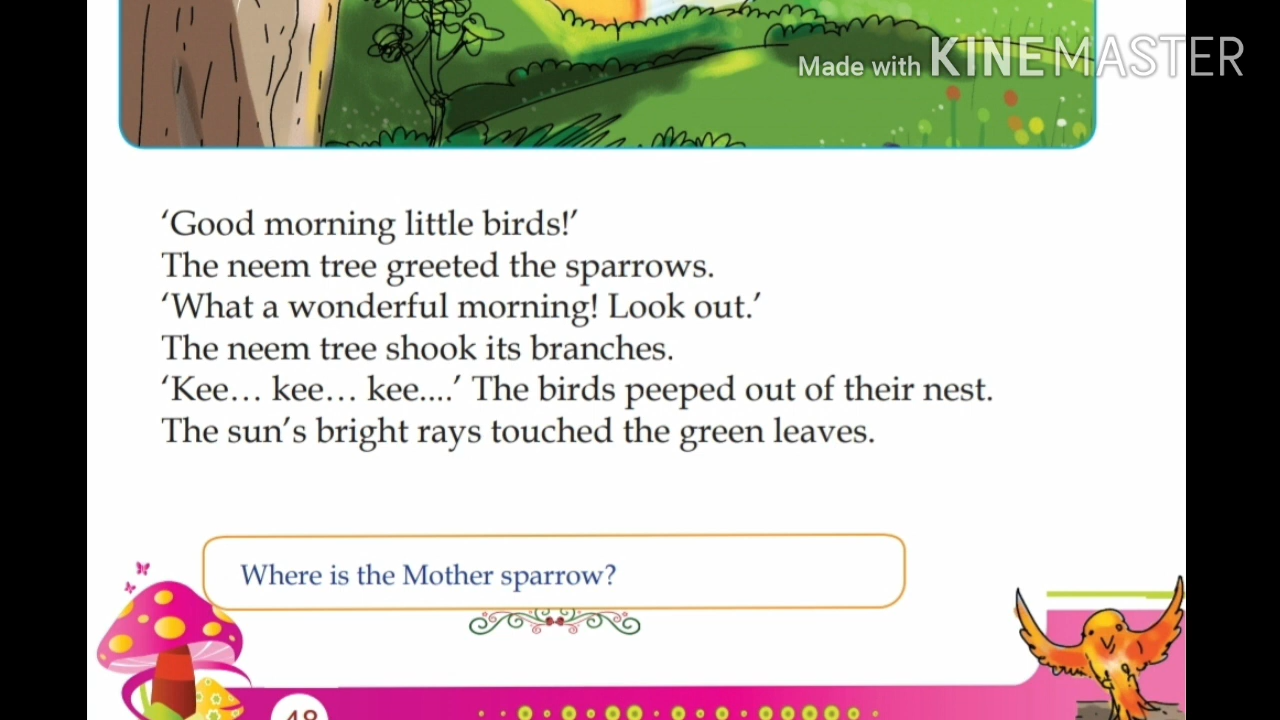 Made with KINEMASTER
‘Good morning little birds!’
The neem tree greeted the sparrows.
‘What a wonderful morning! Look out.’
The neem tree shook its branches.
‘Kee… kee… kee....’ The birds peeped out of their nest.
The sun’s bright rays touched the green leaves.
Where is the Mother sparrow?
48